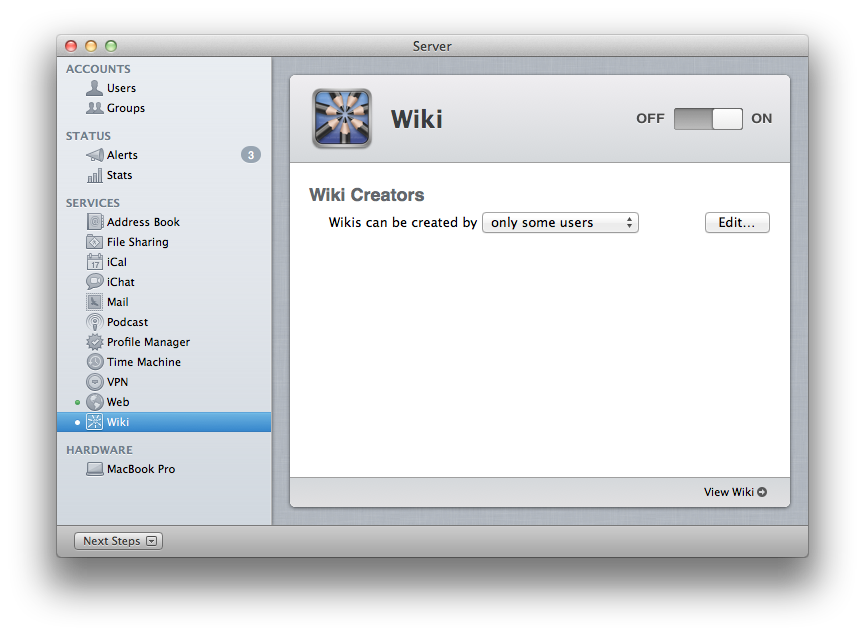 Server
ACCOUNTS
Users
Groups
STATUS
Alerts 3
Stats
SERVICES
Address Book
File Sharing
17 iCal
iChat
Mail
Podcast
Profile Manager
Time Machine
VPN
Web
Wiki
HARDWARE
MacBook Pro
Wiki OFF ON
Wiki Creators
Wikis can be created by only some users Edit...
View Wiki
Next Steps